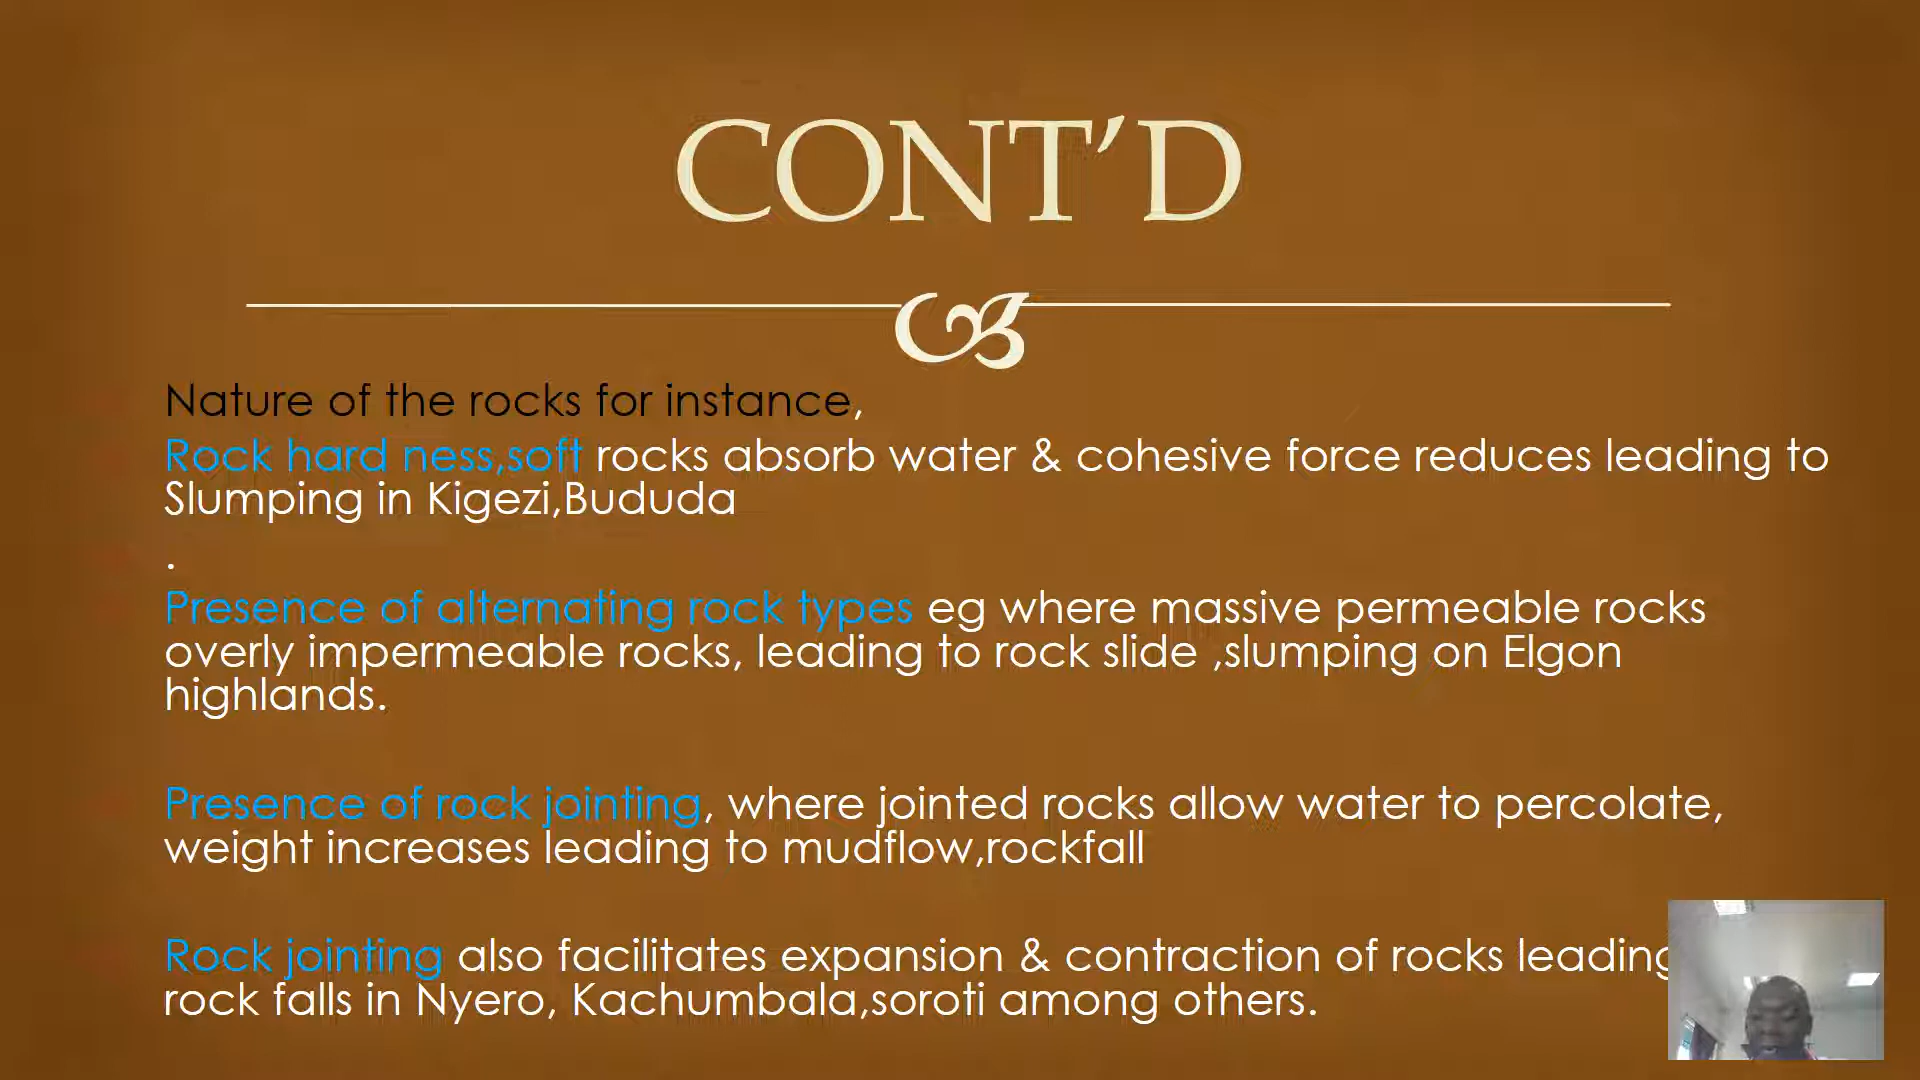 CONT’D
Nature of the rocks for instance,
Rock hard ness,soft rocks absorb water & cohesive force reduces leading to
Slumping in Kigezi,Bududa
.
Presence of alternating rock types eg where massive permeable rocks
overly impermeable rocks, leading to rock slide ,slumping on Elgon
highlands.
Presence of rock jointing, where jointed rocks allow water to percolate,
weight increases leading to mudflow,rockfall
Rock jointing also facilitates expansion & contraction of rocks leading
rock falls in Nyero, Kachumbala,soroti among others.